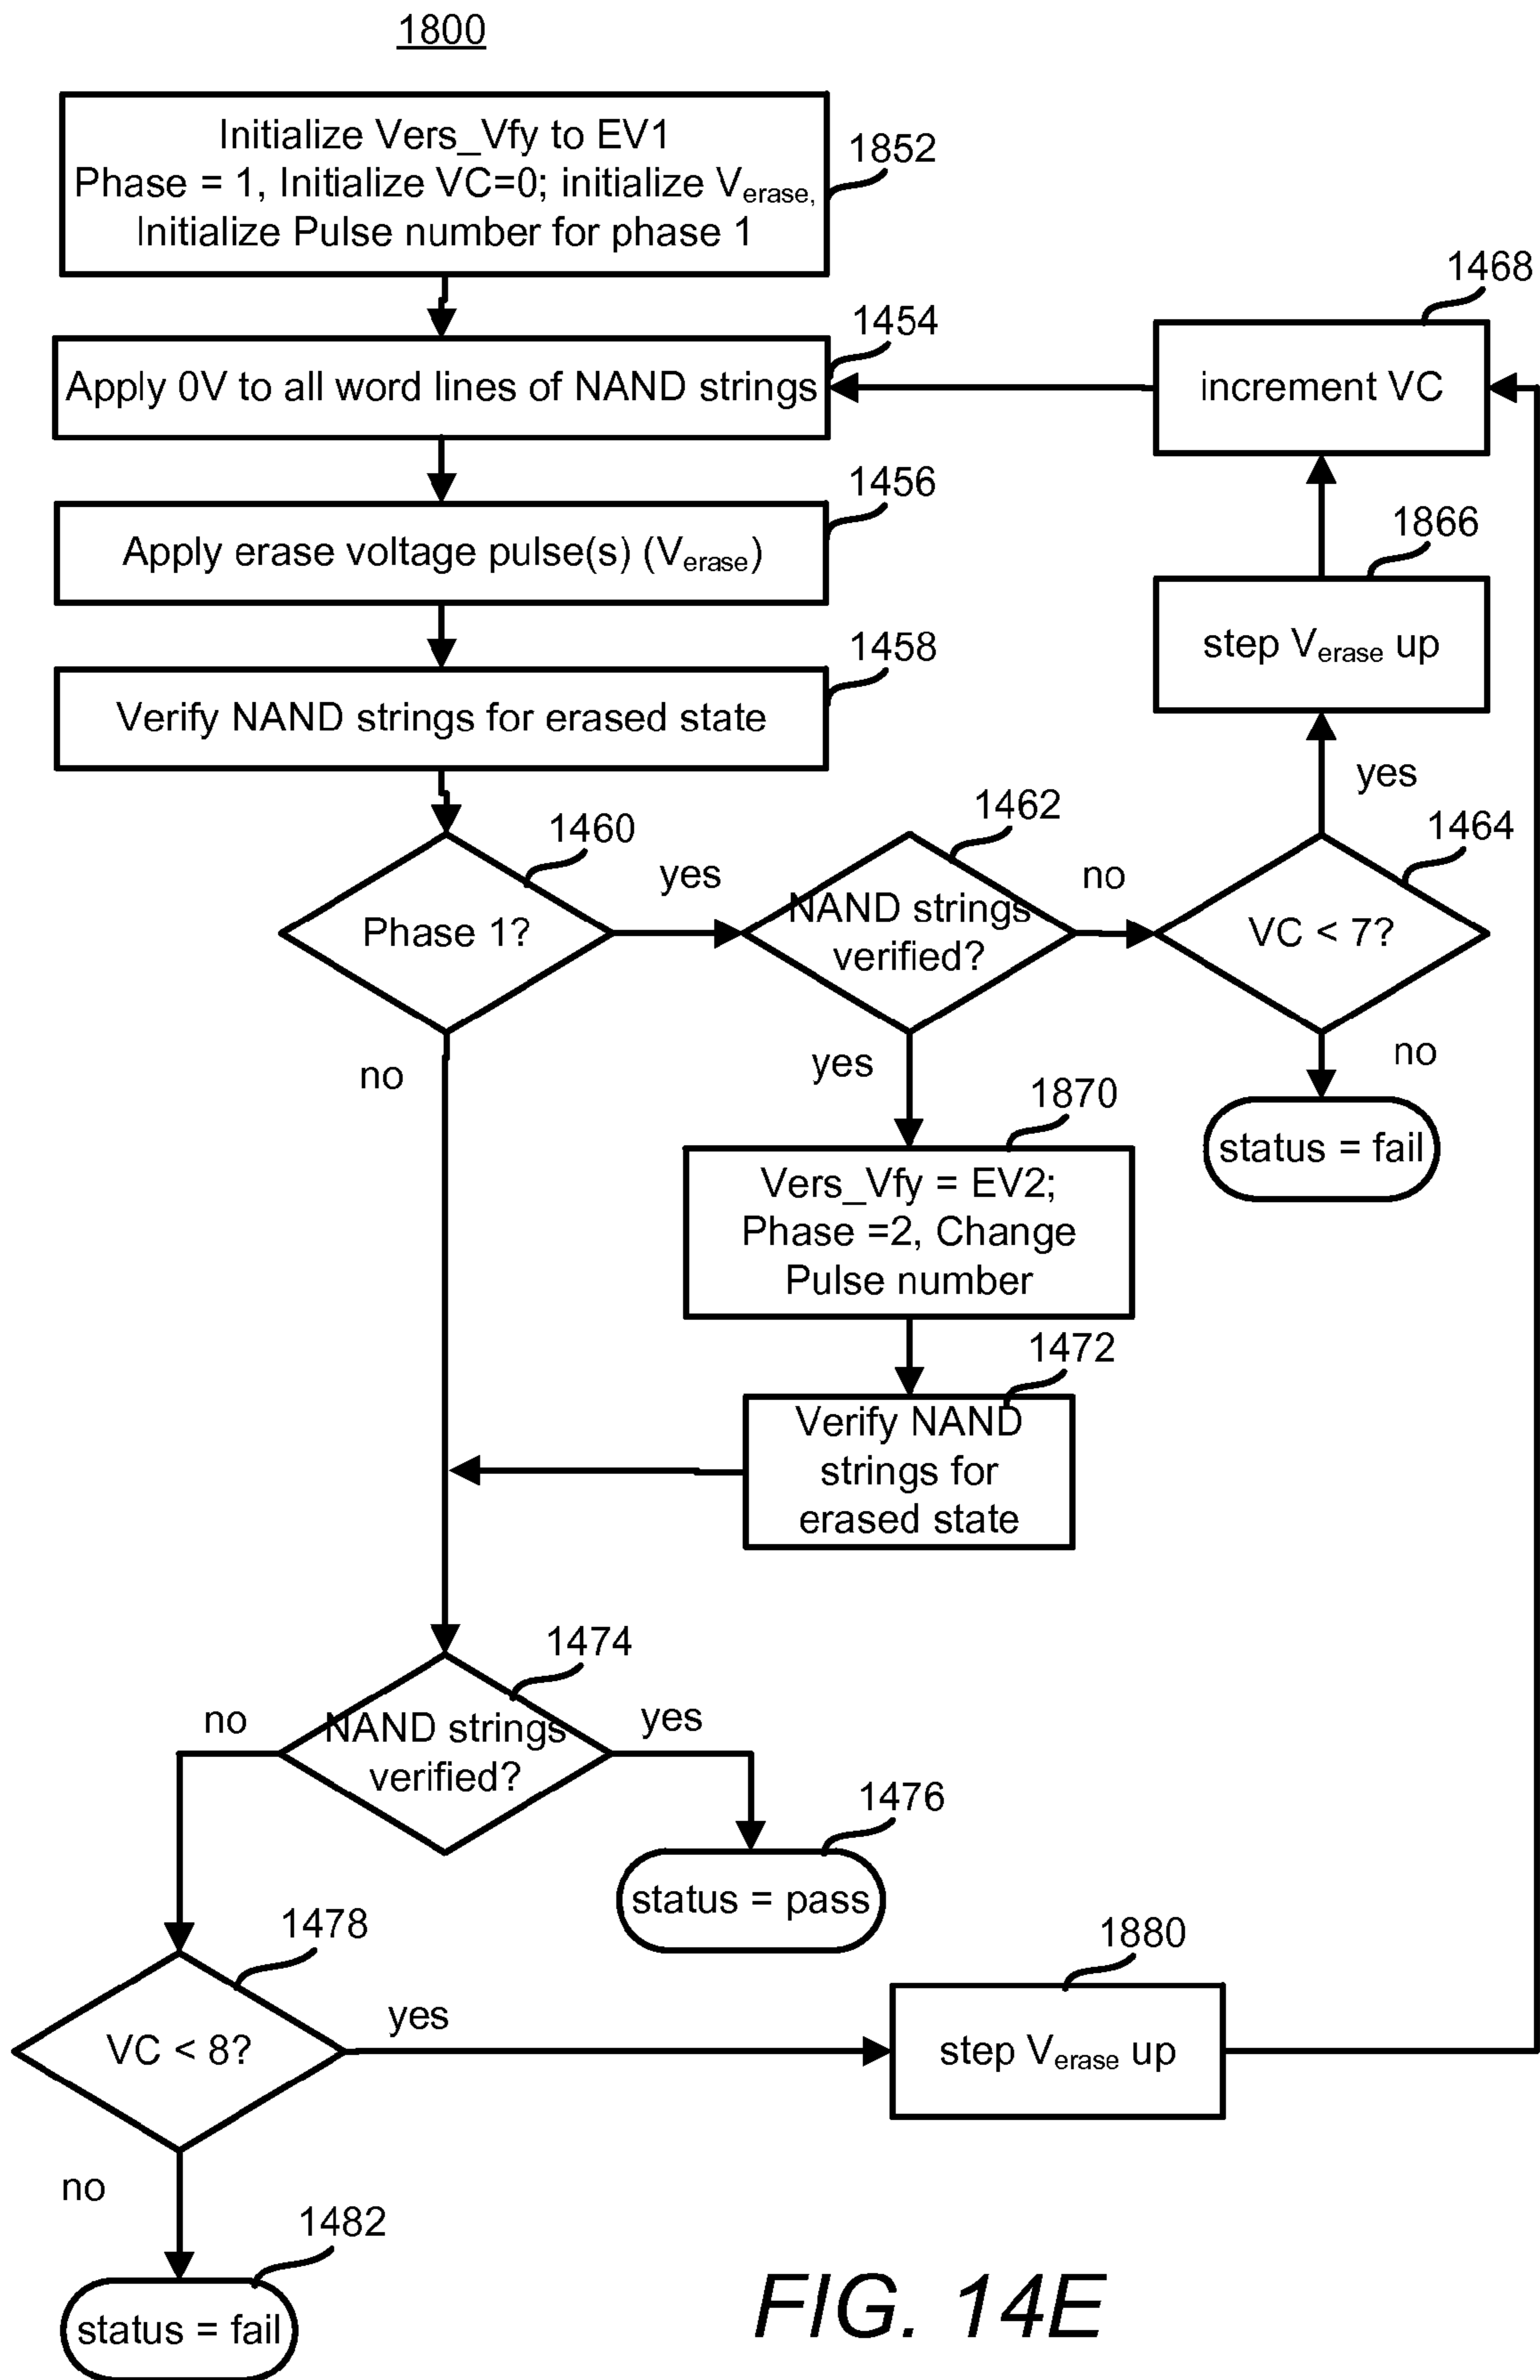 1800
Initialize Vers_Vfy to EV1
Phase = 1, Initialize VC=0; initialize Verase,
Initialize Pulse number for phase 1
1852
1468
1454
Apply 0V to all word lines of NAND strings
increment VC
1456
Apply erase voltage pulse(s) (Verase)
1866
step Verase up
1458
Verify NAND strings for erased state
yes
1460
1462
1464
Phase 1?
yes
NAND strings
verified?
no
VC < 7?
no
yes
no
1870
status = fail
Vers_Vfy = EV2;
Phase =2, Change
Pulse number
1472
Verify NAND
strings for
erased state
1474
no
NAND strings
verified?
yes
1476
status = pass
1478
1880
VC < 8?
yes
step Verase up
no
1482
status = fail
FIG. 14E